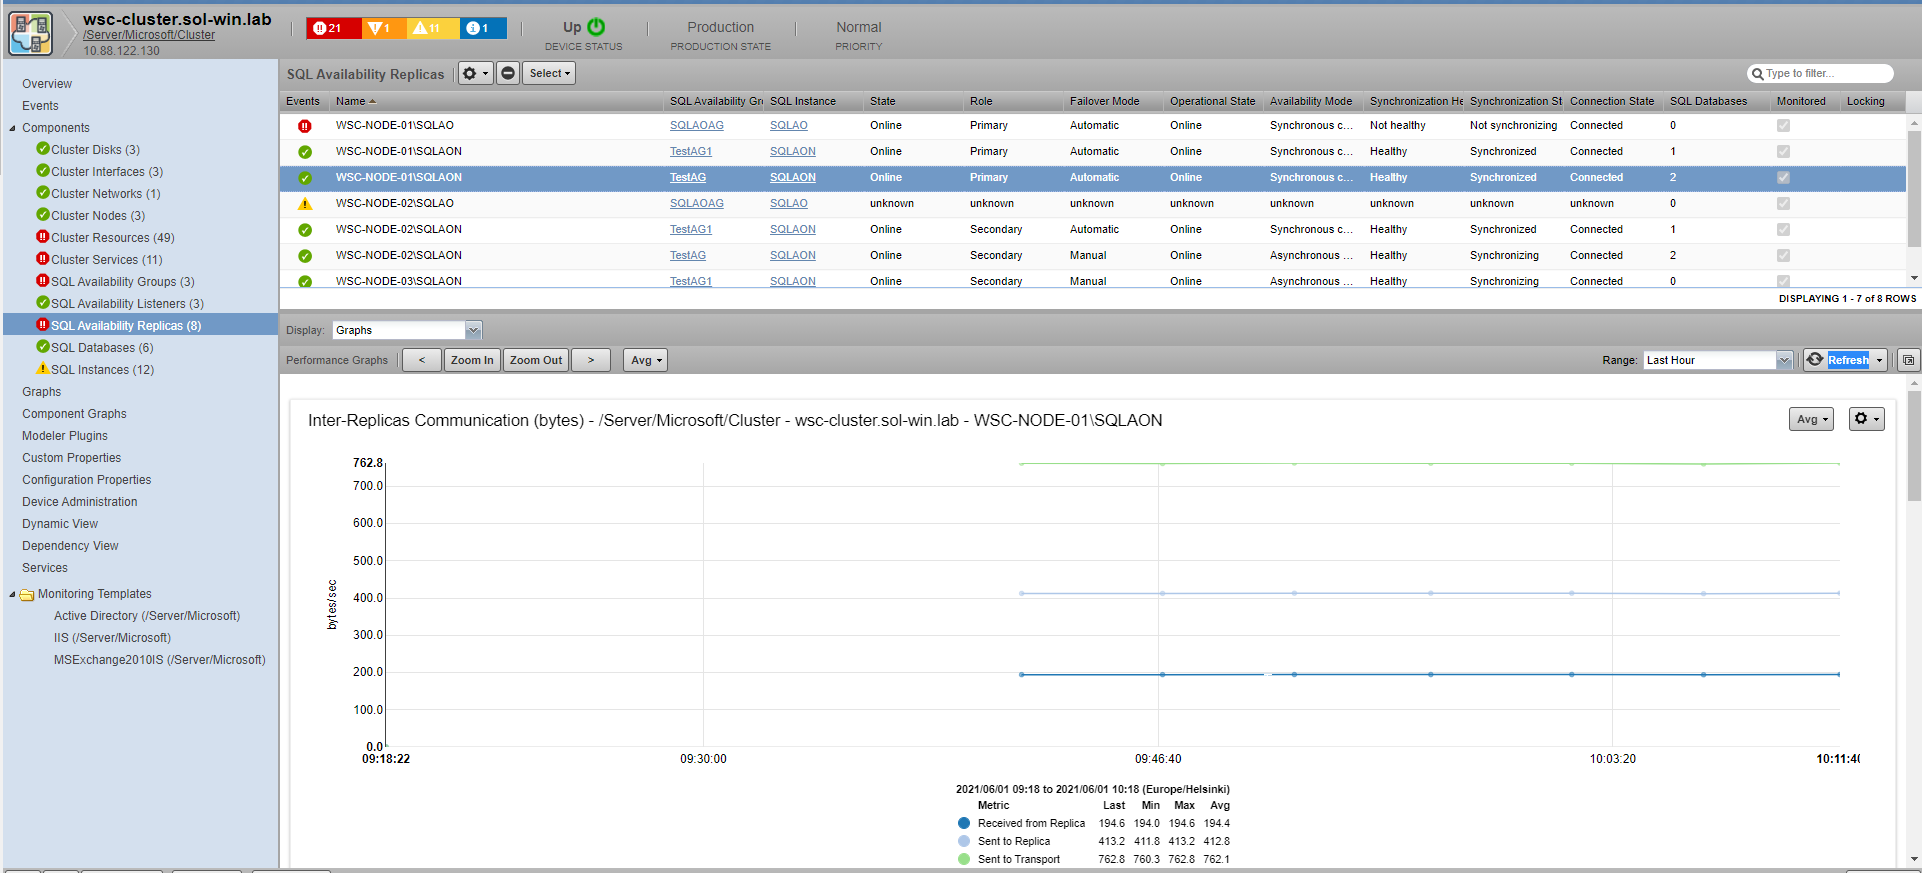 wsc-cluster.sol-win.lab
/Server/Microsoft/Cluster
10.88.122.130
21 1 11 1
Up
DEVICE STATUS
Production
PRODUCTION STATE
Normal
PRIORITY
Overview
Events
Components
Cluster Disks (3)
Cluster Interfaces (3)
Cluster Networks (1)
Cluster Nodes (3)
Cluster Resources (49)
Cluster Services (11)
SQL Availability Groups (3)
SQL Availability Listeners (3)
SQL Availability Replicas (8)
SQL Databases (6)
SQL Instances (12)
Graphs
Component Graphs
Modeler Plugins
Custom Properties
Configuration Properties
Device Administration
Dynamic View
Dependency View
Services
Monitoring Templates
Active Directory (/Server/Microsoft)
IIS (/Server/Microsoft)
MSExchange2010IS (/Server/Microsoft)
SQL Availability Replicas Select Type to filter...
Events Name SQL Availability Gr SQL Instance State Role Failover Mode Operational State Availability Mode Synchronization He Synchronization St Connection State SQL Databases Monitored Locking
WSC-NODE-01\SQLAO SQLAOAG SQLAO Online Primary Automatic Online Synchronous c... Not healthy Not synchronizing Connected 0
WSC-NODE-01\SQLAON TestAG1 SQLAON Online Primary Automatic Online Synchronous c... Healthy Synchronized Connected 1
WSC-NODE-01\SQLAON TestAG SQLAON Online Primary Automatic Online Synchronous c... Healthy Synchronized Connected 2
WSC-NODE-02\SQLAO SQLAOAG SQLAO unknown unknown unknown unknown unknown unknown unknown unknown 0
WSC-NODE-02\SQLAON TestAG1 SQLAON Online Secondary Automatic Online Synchronous c... Healthy Synchronized Connected 1
WSC-NODE-02\SQLAON TestAG SQLAON Online Secondary Manual Online Asynchronous ... Healthy Synchronizing Connected 2
WSC-NODE-03\SQLAON TestAG1 SQLAON Online Secondary Manual Online Asynchronous ... Healthy Synchronizing Connected 0
DISPLAYING 1 - 7 of 8 ROWS
Display: Graphs
Performance Graphs < Zoom In Zoom Out > Avg Range: Last Hour Refresh
Inter-Replicas Communication (bytes) - /Server/Microsoft/Cluster - wsc-cluster.sol-win.lab - WSC-NODE-01\SQLAON Avg
762.8
700.0
600.0
500.0
400.0
300.0
200.0
100.0
0.0
bytes/sec
09:18:22 09:30:00 09:46:40 10:03:20 10:11:40
2021/06/01 09:18 to 2021/06/01 10:18 (Europe/Helsinki)
Metric Last Min Max Avg
Received from Replica 194.6 194.0 194.6 194.4
Sent to Replica 413.2 411.8 413.2 412.8
Sent to Transport 762.8 760.3 762.8 762.1